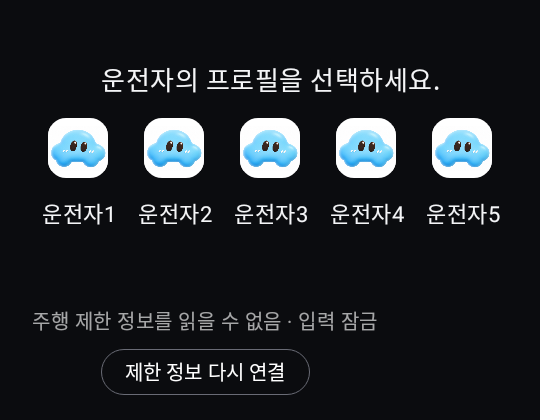 운전자의 프로필을 선택하세요.
운전자1 운전자2 운전자3 운전자4 운전자5
주행 제한 정보를 읽을 수 없음 · 입력 잠금
제한 정보 다시 연결